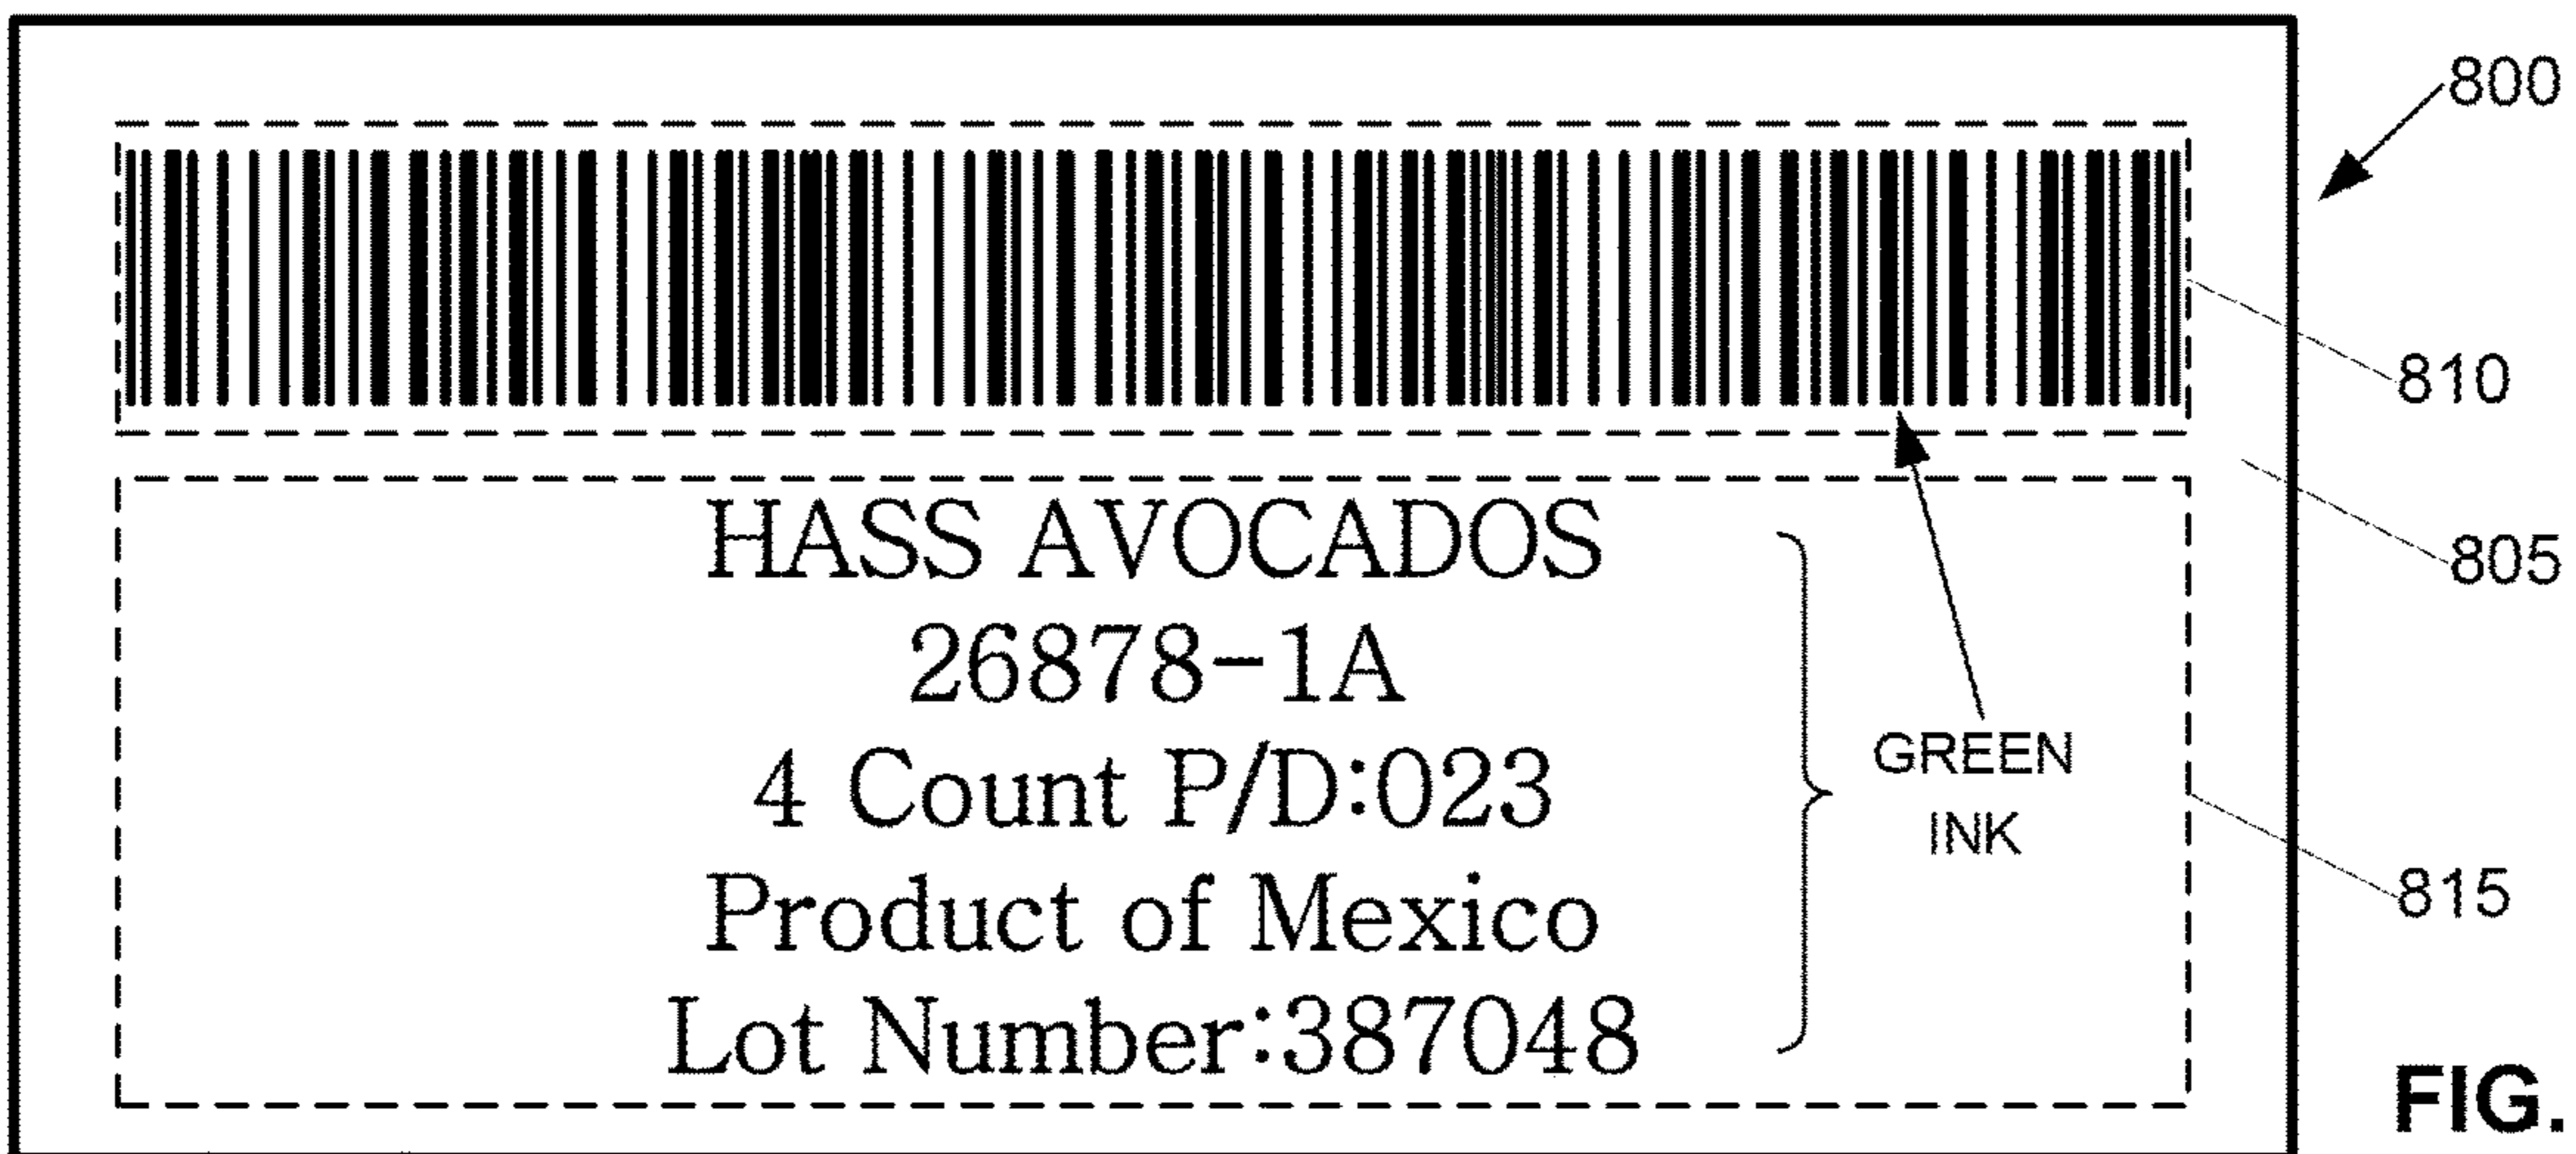 800
810
805
HASS AVOCADOS
26878-1A
4 Count P/D:023
Product of Mexico
Lot Number:387048
GREEN
INK
815
FIG.